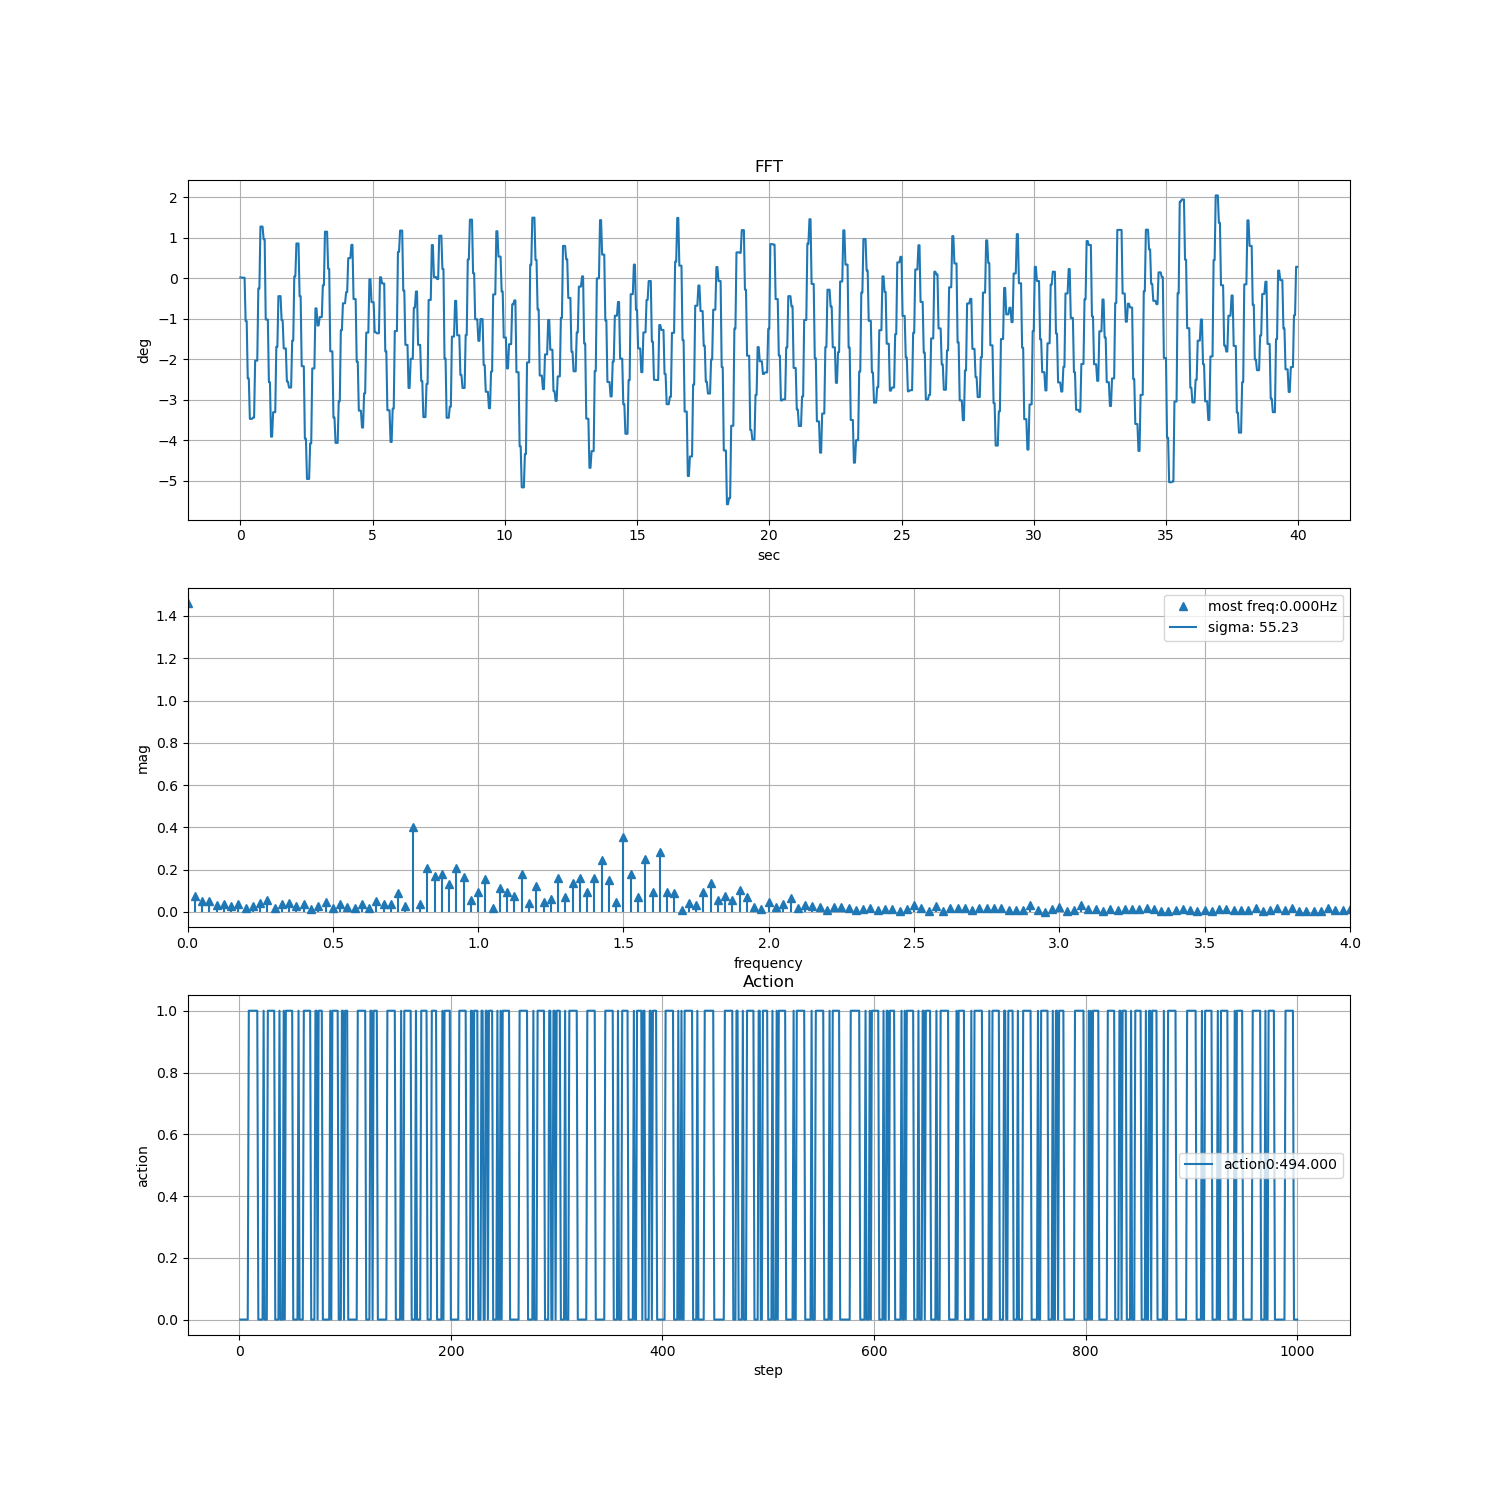 FFT
2
1
0
−1
−2
−3
−4
−5
deg
0 5 10 15 20 25 30 35 40
sec
most freq:0.000Hz
sigma: 55.23
1.4
1.2
1.0
0.8
0.6
0.4
0.2
0.0
mag
0.0 0.5 1.0 1.5 2.0 2.5 3.0 3.5 4.0
frequency
Action
1.0
0.8
0.6
0.4
0.2
0.0
action
action0:494.000
0 200 400 600 800 1000
step